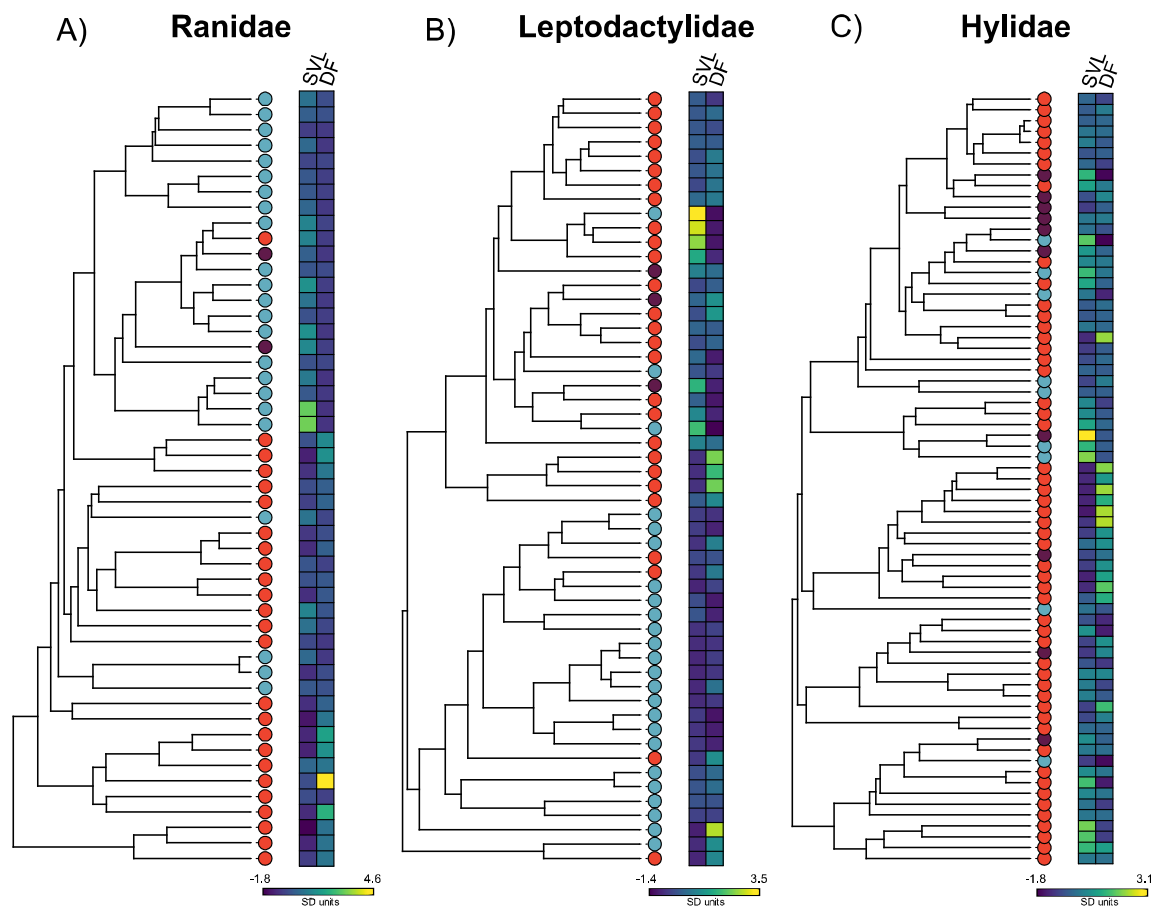 A) Ranidae
SVL
DF
-1.8 4.6
SD units
B) Leptodactylidae
SVL
DF
-1.4 3.5
SD units
C) Hylidae
SVL
DF
-1.8 3.1
SD units